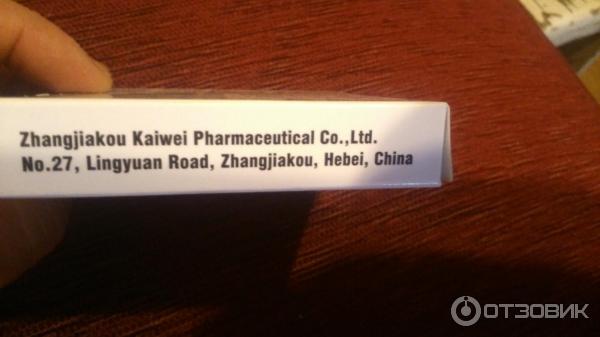 Zhangjiakou Kaiwei Pharmaceutical Co.,Ltd.
No.27, Lingyuan Road, Zhangjiakou, Hebei, China
ОТЗОВИК